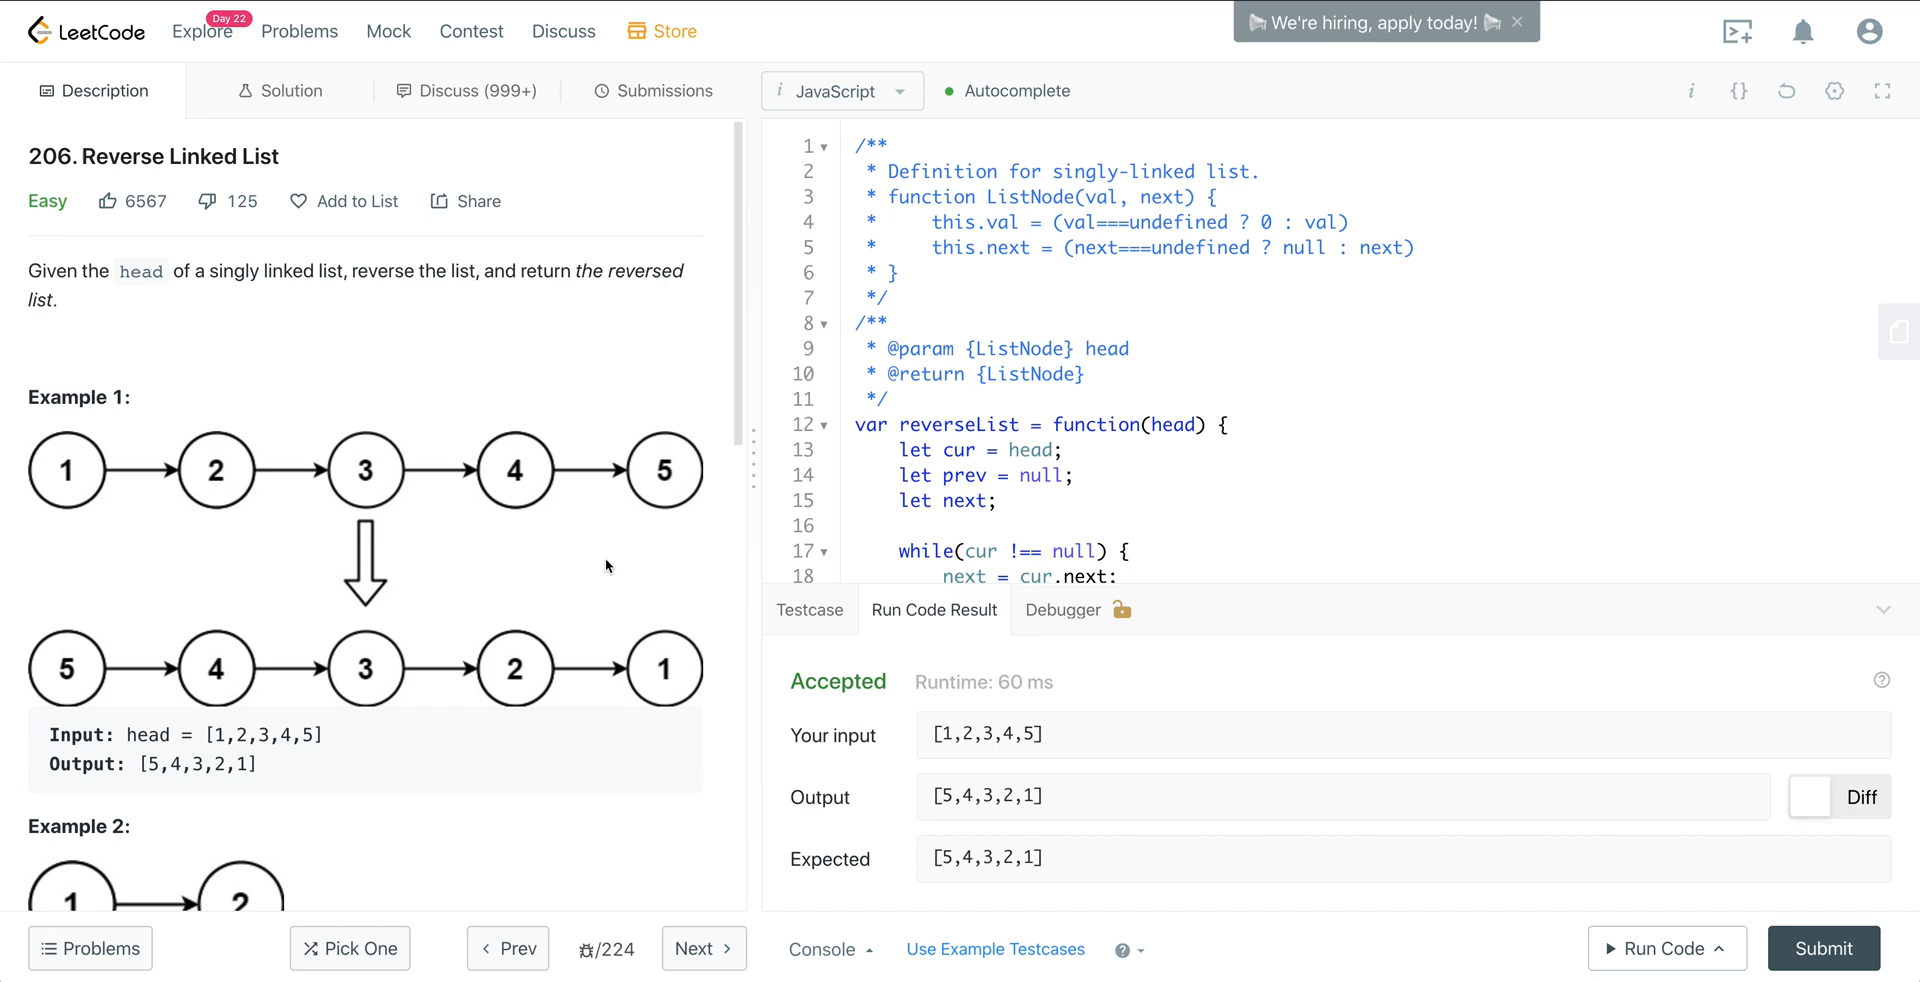 LeetCode
Explore
Day 22
Problems
Mock
Contest
Discuss
Store
We're hiring, apply today!
Description
Solution
Discuss (999+)
Submissions
i JavaScript
Autocomplete
i {}
206. Reverse Linked List
Easy 6567 125 Add to List Share
Given the head of a singly linked list, reverse the list, and return the reversed
list.
Example 1:
1 2 3 4 5
5 4 3 2 1
Input: head = [1,2,3,4,5]
Output: [5,4,3,2,1]
Example 2:
1 2
1 /**
2 * Definition for singly-linked list.
3 * function ListNode(val, next) {
4 *     this.val = (val===undefined ? 0 : val)
5 *     this.next = (next===undefined ? null : next)
6 * }
7 */
8 /**
9 * @param {ListNode} head
10 * @return {ListNode}
11 */
12 var reverseList = function(head) {
13     let cur = head;
14     let prev = null;
15     let next;
16
17     while(cur !== null) {
18         next = cur.next;
Testcase
Run Code Result
Debugger
Accepted Runtime: 60 ms
Your input [1,2,3,4,5]
Output [5,4,3,2,1] Diff
Expected [5,4,3,2,1]
Problems
Pick One
< Prev
/224
Next >
Console
Use Example Testcases
?
Run Code
Submit